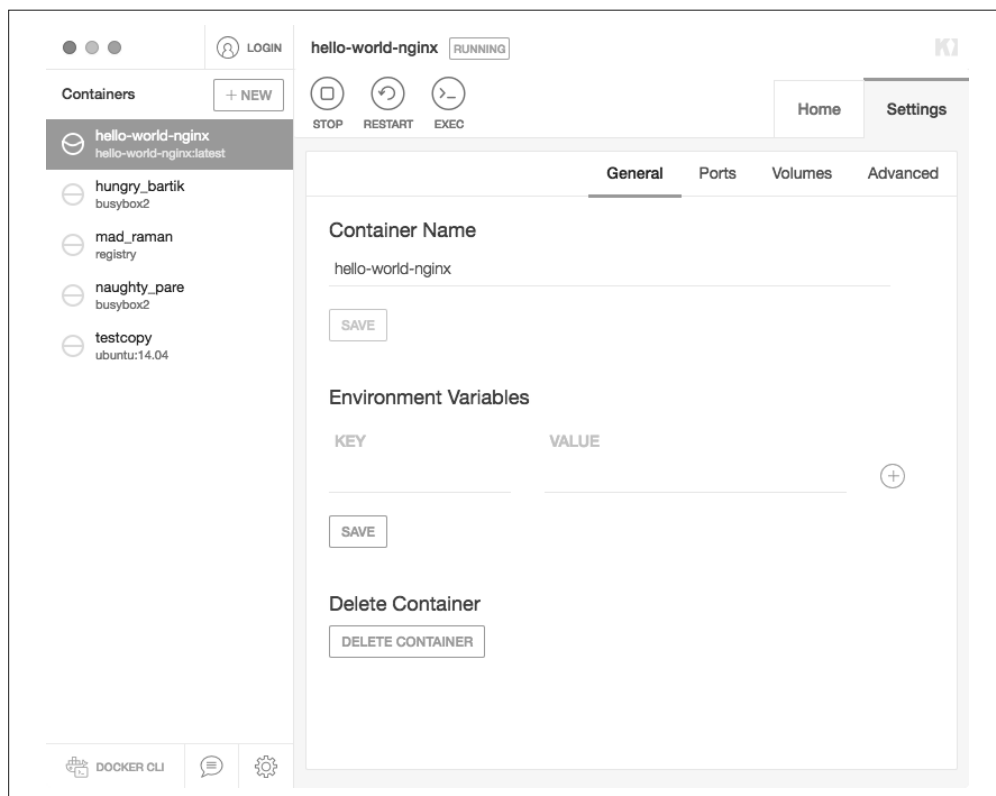 LOGIN
hello-world-nginx RUNNING
Containers
+ NEW
STOP RESTART EXEC
Home Settings
hello-world-nginx
hello-world-nginx:latest
hungry_bartik
busybox2
mad_raman
registry
naughty_pare
busybox2
testcopy
ubuntu:14.04
General Ports Volumes Advanced
Container Name
hello-world-nginx
SAVE
Environment Variables
KEY VALUE
SAVE
Delete Container
DELETE CONTAINER
DOCKER CLI